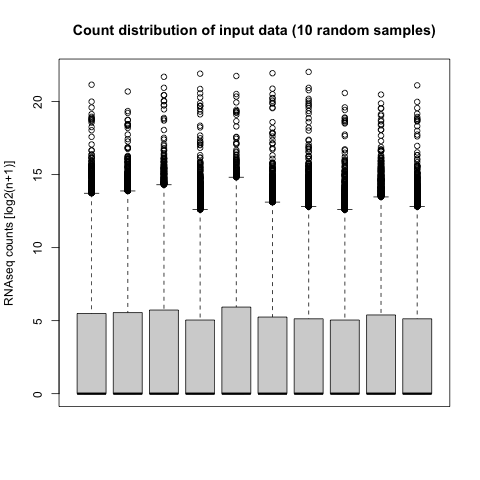 Count distribution of input data (10 random samples)
RNAseq counts [log2(n+1)]
20
15
10
5
0